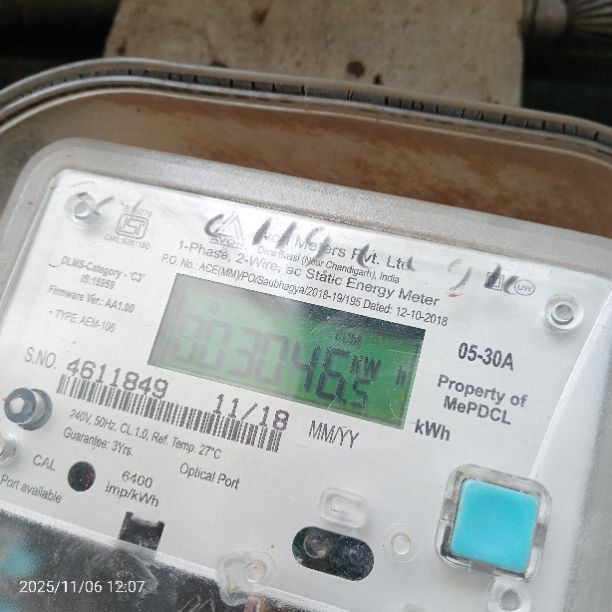 Avon Meters Pvt. Ltd.
Dera Bassi (Near Chandigarh), India
1-Phase, 2-Wire, ac Static Energy Meter
P.O. No.: ACE(MM)/PO/Saubhagya/2018-19/195 Dated: 12-10-2018
DLMS-Category - 'C3'
IS:15959
Firmware Ver.: AA1.00
- TYPE: AEM-106
CUM
003046.5 kW h
kWh
05-30A
Property of
MePDCL
S.NO. 4611849 11/18
MM/YY
240V, 50Hz, CL.1.0, Ref. Temp. 27°C
Guarantee: 3Yrs.
CAL
6400
imp/kWh
Optical Port
Port available
2025/11/06 12:07